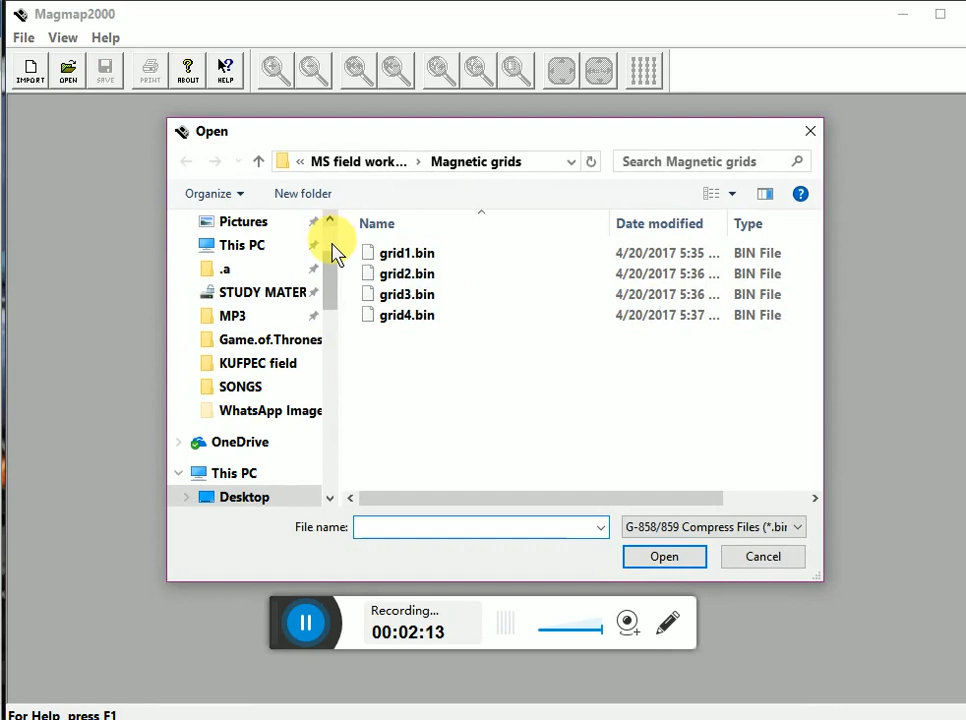 Magmap2000
File View Help
IMPORT OPEN SAVE PRINT ABOUT HELP
Open
« MS field work... › Magnetic grids
Search Magnetic grids
Organize New folder
Name Date modified Type
Pictures
This PC
.a
STUDY MATER
MP3
Game.of.Thrones
KUFPEC field
SONGS
WhatsApp Image
OneDrive
This PC
Desktop
grid1.bin 4/20/2017 5:35 ... BIN File
grid2.bin 4/20/2017 5:36 ... BIN File
grid3.bin 4/20/2017 5:36 ... BIN File
grid4.bin 4/20/2017 5:37 ... BIN File
File name: G-858/859 Compress Files (*.bin
Open Cancel
Recording...
00:02:13
For Help, press F1